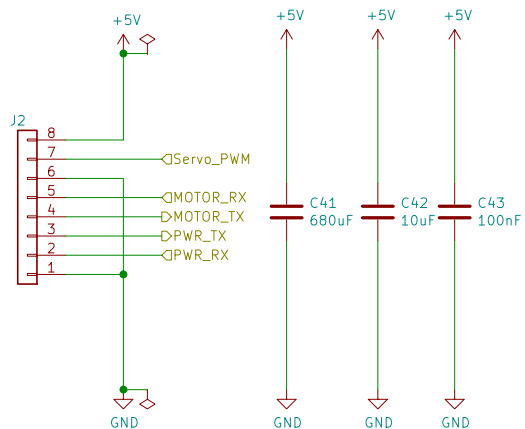 +5V
+5V
+5V
+5V
J2
8
7
Servo_PWM
6
5
MOTOR_RX
4
MOTOR_TX
3
PWR_TX
2
PWR_RX
1
C41
680uF
C42
10uF
C43
100nF
GND
GND
GND
GND